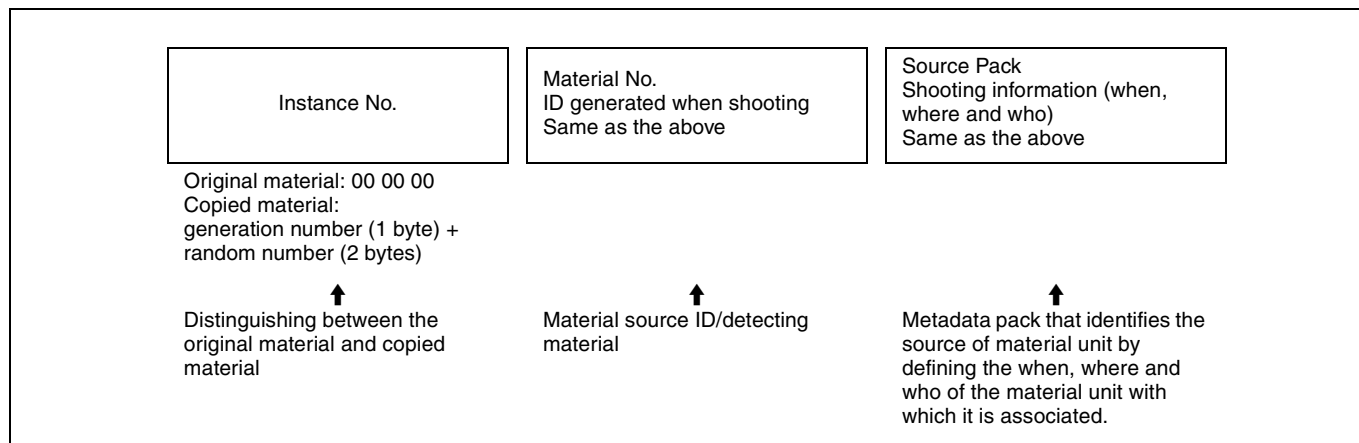 Instance No.
Material No.
ID generated when shooting
Same as the above
Source Pack
Shooting information (when,
where and who)
Same as the above
Original material: 00 00 00
Copied material:
generation number (1 byte) +
random number (2 bytes)
Distinguishing between the
original material and copied
material
Material source ID/detecting
material
Metadata pack that identifies the
source of material unit by
defining the when, where and
who of the material unit with
which it is associated.